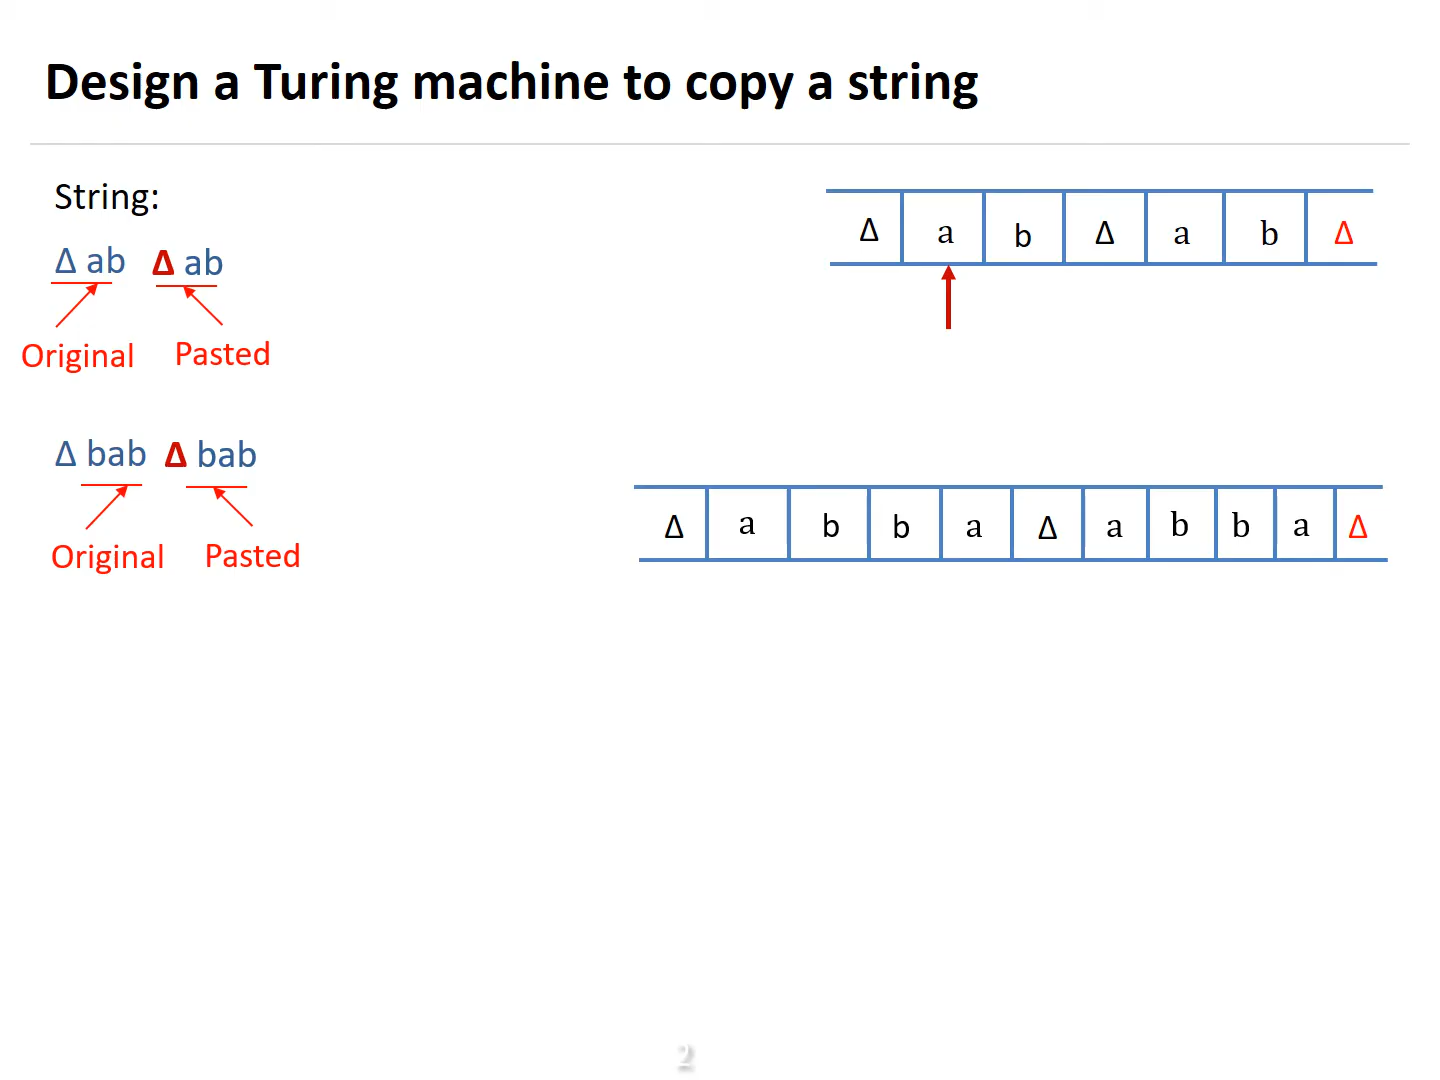 Design a Turing machine to copy a string
String:
Δ ab Δ ab
Original Pasted
Δ a b Δ a b Δ
Δ bab Δ bab
Original Pasted
Δ a b b a Δ a b b a Δ
2